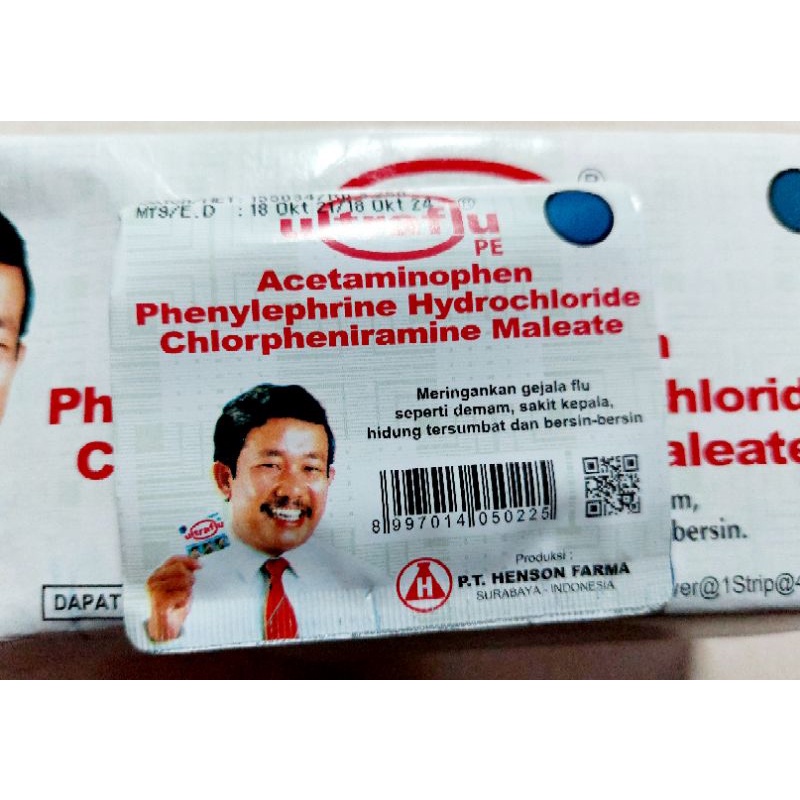 MTS/E.D : 18 Okt 21/18 Okt 24
ultraflu®
PE
Acetaminophen
Phenylephrine Hydrochloride
Chlorpheniramine Maleate
Meringankan gejala flu
seperti demam, sakit kepala,
hidung tersumbat dan bersin-bersin
8 997014 050225
Produksi :
H
P.T. HENSON FARMA
SURABAYA - INDONESIA
ultraflu
®
Ph
hlorid
C
aleate
m,
bersin.
DAPAT
ver@1Strip@4